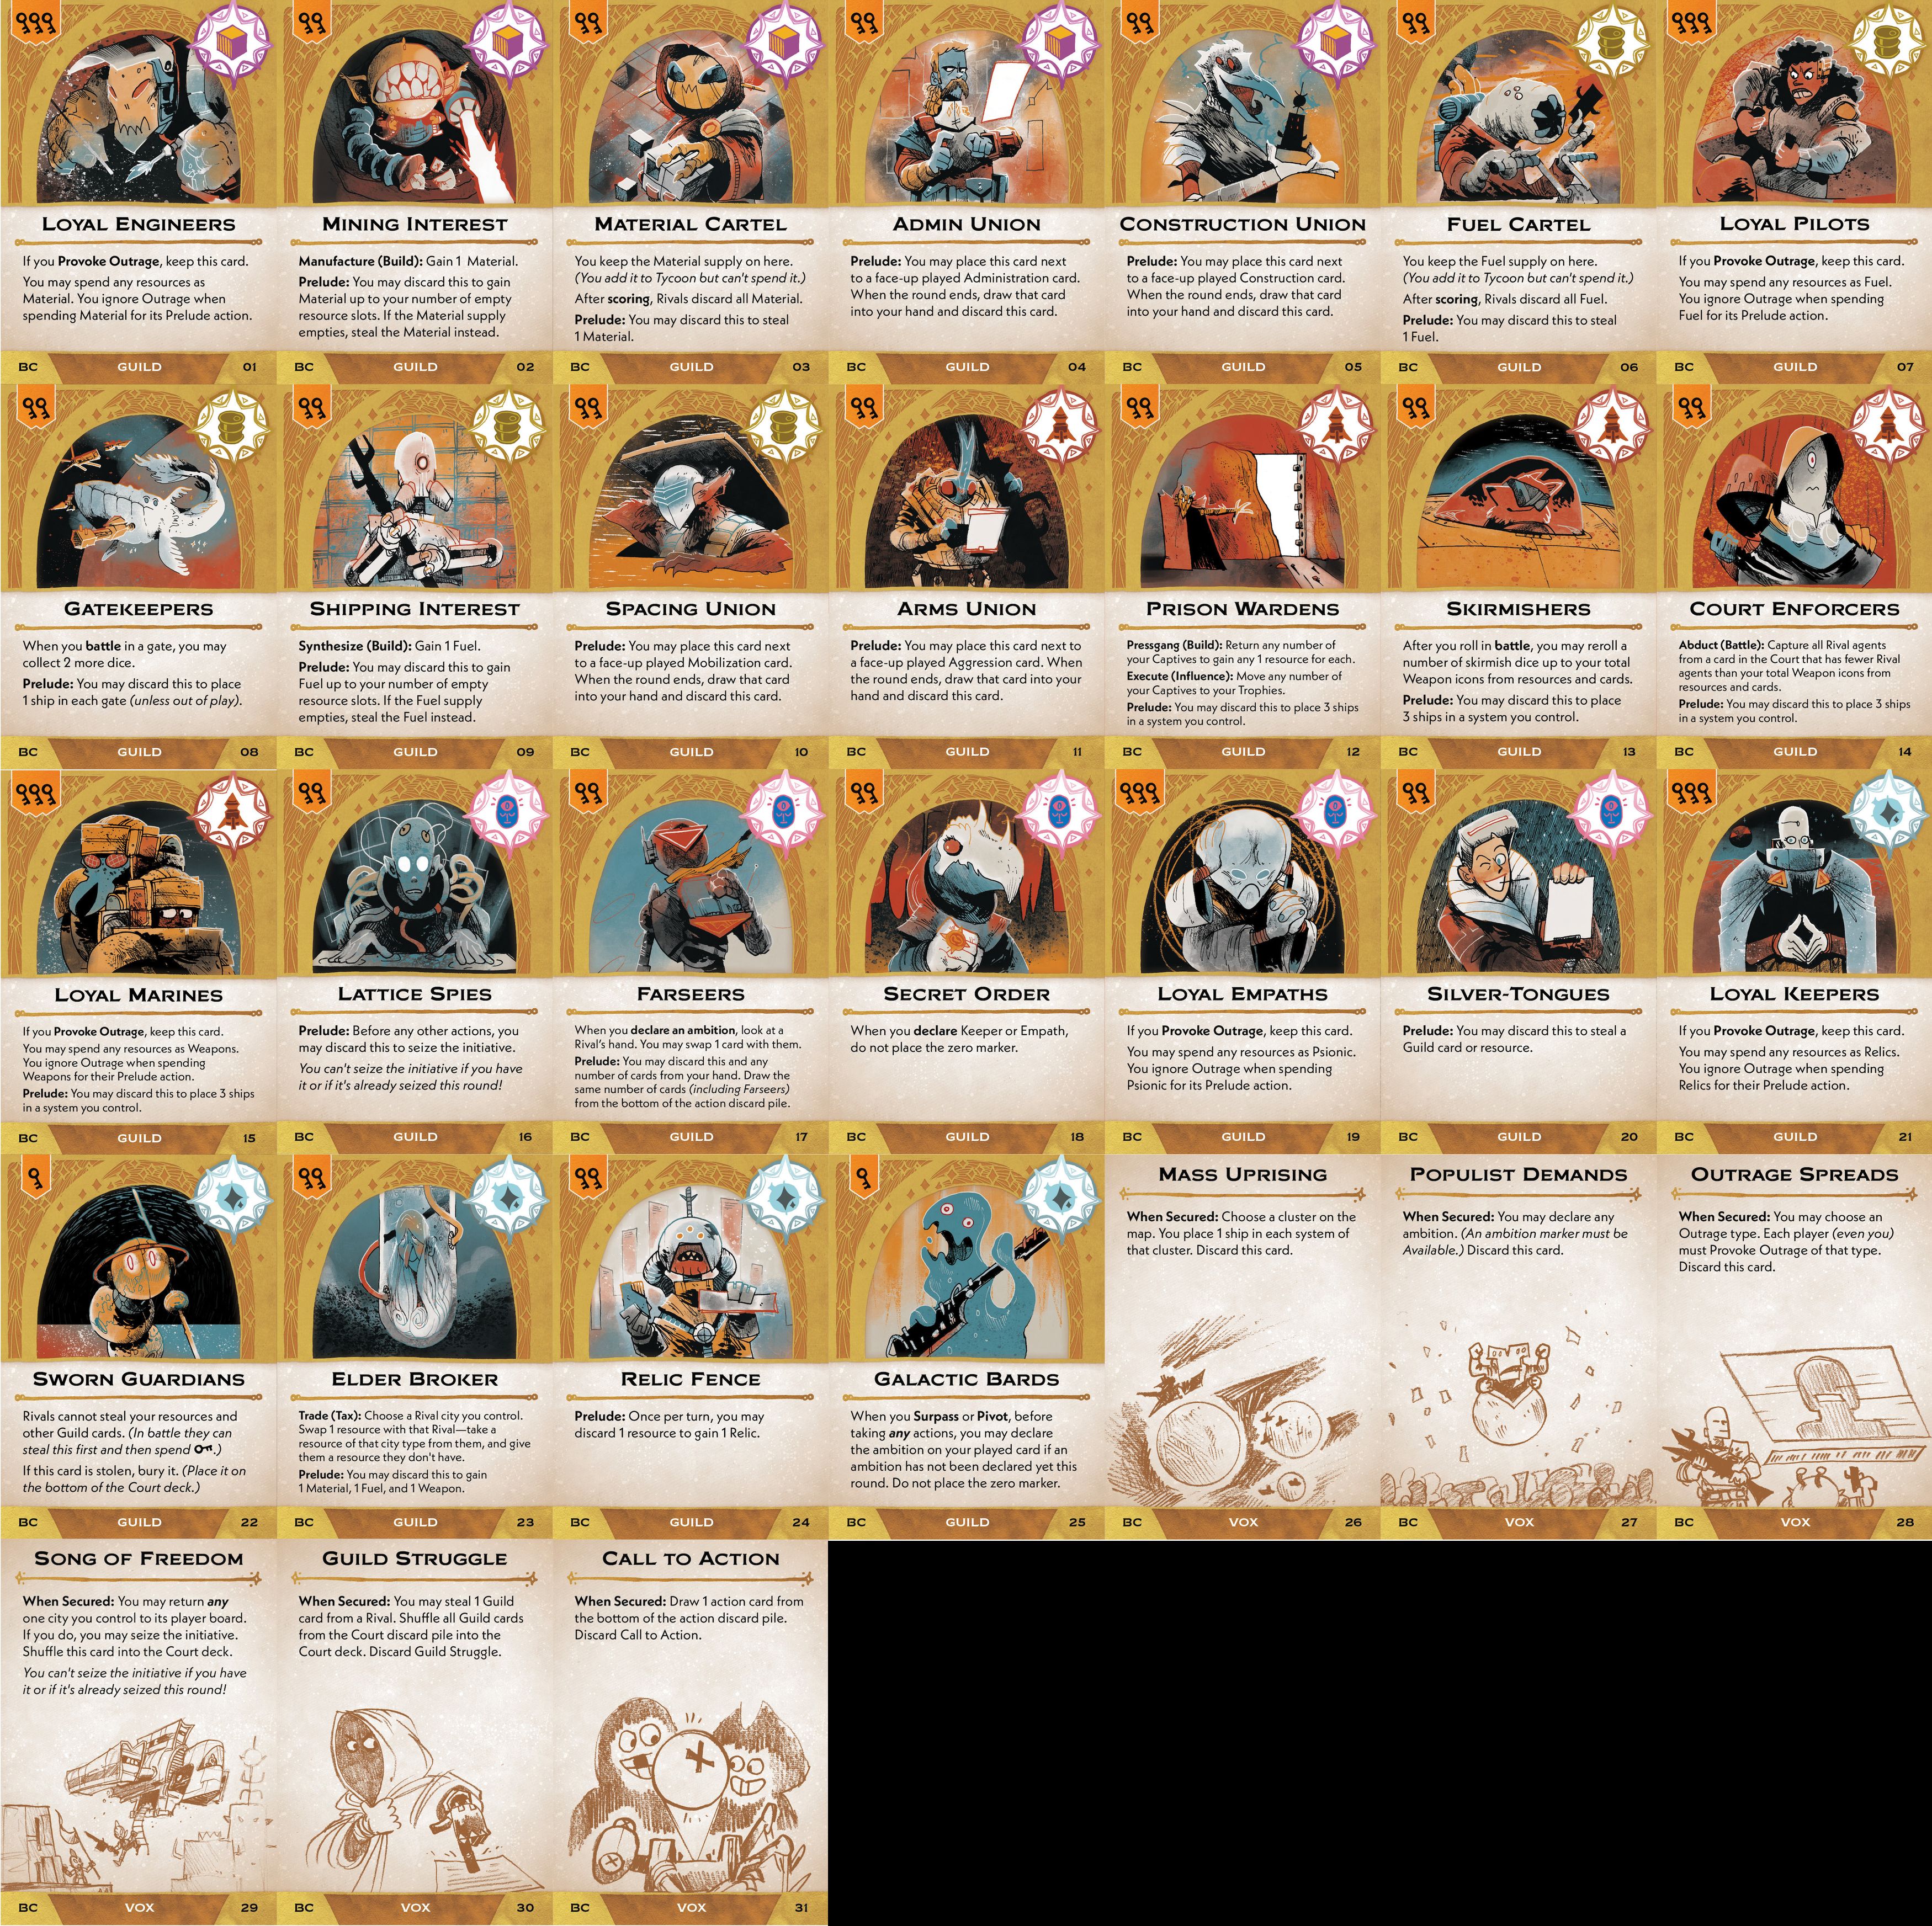 LOYAL ENGINEERS
If you Provoke Outrage, keep this card.
You may spend any resources as
Material. You ignore Outrage when
spending Material for its Prelude action.
BC GUILD 01
MINING INTEREST
Manufacture (Build): Gain 1 Material.
Prelude: You may discard this to gain
Material up to your number of empty
resource slots. If the Material supply
empties, steal the Material instead.
BC GUILD 02
MATERIAL CARTEL
You keep the Material supply on here.
(You add it to Tycoon but can't spend it.)
After scoring, Rivals discard all Material.
Prelude: You may discard this to steal
1 Material.
BC GUILD 03
ADMIN UNION
Prelude: You may place this card next
to a face-up played Administration card.
When the round ends, draw that card
into your hand and discard this card.
BC GUILD 04
CONSTRUCTION UNION
Prelude: You may place this card next
to a face-up played Construction card.
When the round ends, draw that card
into your hand and discard this card.
BC GUILD 05
FUEL CARTEL
You keep the Fuel supply on here.
(You add it to Tycoon but can't spend it.)
After scoring, Rivals discard all Fuel.
Prelude: You may discard this to steal
1 Fuel.
BC GUILD 06
LOYAL PILOTS
If you Provoke Outrage, keep this card.
You may spend any resources as Fuel.
You ignore Outrage when spending
Fuel for its Prelude action.
BC GUILD 07
GATEKEEPERS
When you battle in a gate, you may
collect 2 more dice.
Prelude: You may discard this to place
1 ship in each gate (unless out of play).
BC GUILD 08
SHIPPING INTEREST
Synthesize (Build): Gain 1 Fuel.
Prelude: You may discard this to gain
Fuel up to your number of empty
resource slots. If the Fuel supply
empties, steal the Fuel instead.
BC GUILD 09
SPACING UNION
Prelude: You may place this card next
to a face-up played Mobilization card.
When the round ends, draw that card
into your hand and discard this card.
BC GUILD 10
ARMS UNION
Prelude: You may place this card next to
a face-up played Aggression card. When
the round ends, draw that card into your
hand and discard this card.
BC GUILD 11
PRISON WARDENS
Pressgang (Build): Return any number of
your Captives to gain any 1 resource for each.
Execute (Influence): Move any number of
your Captives to your Trophies.
Prelude: You may discard this to place 3 ships
in a system you control.
BC GUILD 12
SKIRMISHERS
After you roll in battle, you may reroll a
number of skirmish dice up to your total
Weapon icons from resources and cards.
Prelude: You may discard this to place
3 ships in a system you control.
BC GUILD 13
COURT ENFORCERS
Abduct (Battle): Capture all Rival agents
from a card in the Court that has fewer Rival
agents than your total Weapon icons from
resources and cards.
Prelude: You may discard this to place 3 ships
in a system you control.
BC GUILD 14
LOYAL MARINES
If you Provoke Outrage, keep this card.
You may spend any resources as Weapons.
You ignore Outrage when spending
Weapons for their Prelude action.
Prelude: You may discard this to place 3 ships
in a system you control.
BC GUILD 15
LATTICE SPIES
Prelude: Before any other actions, you
may discard this to seize the initiative.
You can't seize the initiative if you have
it or if it's already seized this round!
BC GUILD 16
FARSEERS
When you declare an ambition, look at a
Rival's hand. You may swap 1 card with them.
Prelude: You may discard this and any
number of cards from your hand. Draw the
same number of cards (including Farseers)
from the bottom of the action discard pile.
BC GUILD 17
SECRET ORDER
When you declare Keeper or Empath,
do not place the zero marker.
BC GUILD 18
LOYAL EMPATHS
If you Provoke Outrage, keep this card.
You may spend any resources as Psionic.
You ignore Outrage when spending
Psionic for its Prelude action.
BC GUILD 19
SILVER-TONGUES
Prelude: You may discard this to steal a
Guild card or resource.
BC GUILD 20
LOYAL KEEPERS
If you Provoke Outrage, keep this card.
You may spend any resources as Relics.
You ignore Outrage when spending
Relics for their Prelude action.
BC GUILD 21
SWORN GUARDIANS
Rivals cannot steal your resources and
other Guild cards. (In battle they can
steal this first and then spend .)
If this card is stolen, bury it. (Place it on
the bottom of the Court deck.)
BC GUILD 22
ELDER BROKER
Trade (Tax): Choose a Rival city you control.
Swap 1 resource with that Rival—take a
resource of that city type from them, and give
them a resource they don't have.
Prelude: You may discard this to gain
1 Material, 1 Fuel, and 1 Weapon.
BC GUILD 23
RELIC FENCE
Prelude: Once per turn, you may
discard 1 resource to gain 1 Relic.
BC GUILD 24
GALACTIC BARDS
When you Surpass or Pivot, before
taking any actions, you may declare
the ambition on your played card if an
ambition has not been declared yet this
round. Do not place the zero marker.
BC GUILD 25
MASS UPRISING
When Secured: Choose a cluster on the
map. You place 1 ship in each system of
that cluster. Discard this card.
BC VOX 26
POPULIST DEMANDS
When Secured: You may declare any
ambition. (An ambition marker must be
Available.) Discard this card.
BC VOX 27
OUTRAGE SPREADS
When Secured: You may choose an
Outrage type. Each player (even you)
must Provoke Outrage of that type.
Discard this card.
BC VOX 28
SONG OF FREEDOM
When Secured: You may return any
one city you control to its player board.
If you do, you may seize the initiative.
Shuffle this card into the Court deck.
You can't seize the initiative if you have
it or if it's already seized this round!
BC VOX 29
GUILD STRUGGLE
When Secured: You may steal 1 Guild
card from a Rival. Shuffle all Guild cards
from the Court discard pile into the
Court deck. Discard Guild Struggle.
BC VOX 30
CALL TO ACTION
When Secured: Draw 1 action card from
the bottom of the action discard pile.
Discard Call to Action.
BC VOX 31